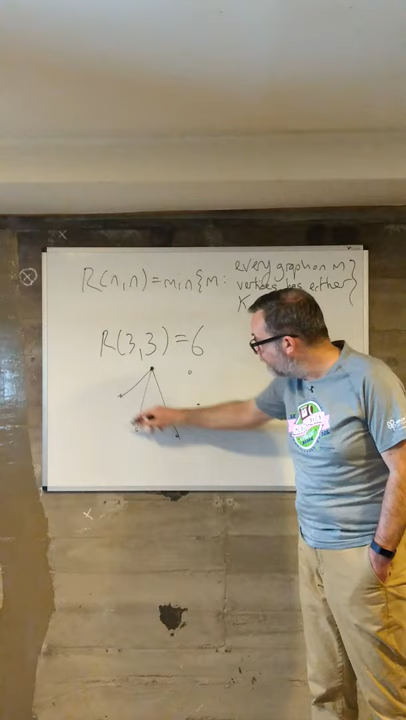 R(n,n)=min{m: every graph on m
vertices has either
K
R(3,3)=6